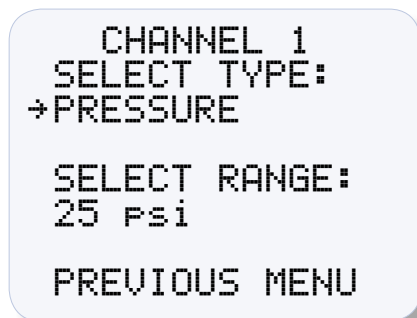 CHANNEL 1
SELECT TYPE:
→PRESSURE
SELECT RANGE:
25 psi
PREVIOUS MENU